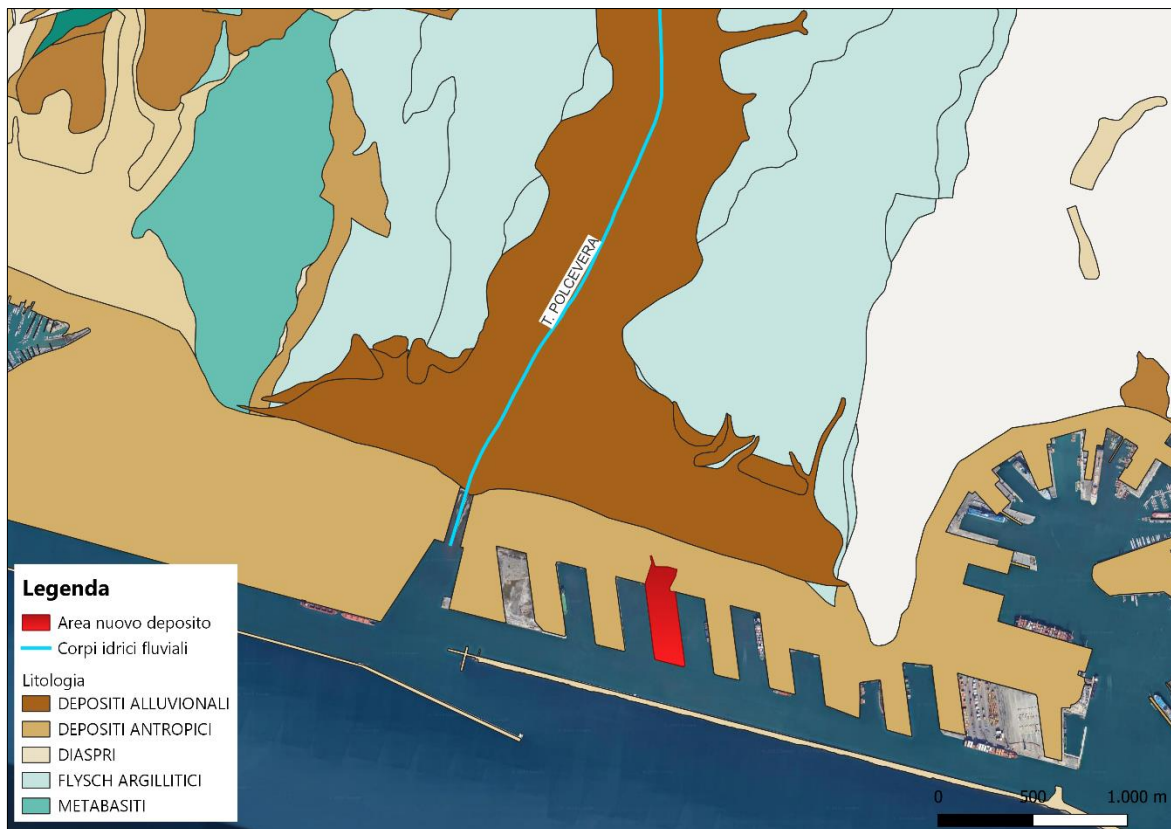 T. POLCEVERA
Legenda
Area nuovo deposito
Corpi idrici fluviali
Litologia
DEPOSITI ALLUVIONALI
DEPOSITI ANTROPICI
DIASPRI
FLYSCH ARGILLITICI
METABASITI
0 500 1.000 m